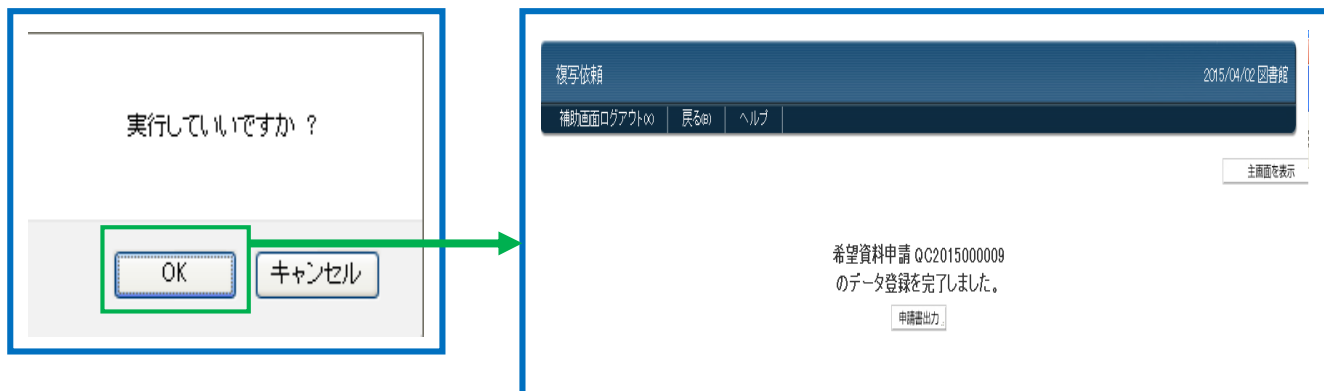 実行していいですか ?
OK
キャンセル
複写依頼
2015/04/02 図書館
補助画面ログアウト(X)
戻る(B)
ヘルプ
主画面を表示
希望資料申請 QC2015000009
のデータ登録を完了しました。
申請書出力